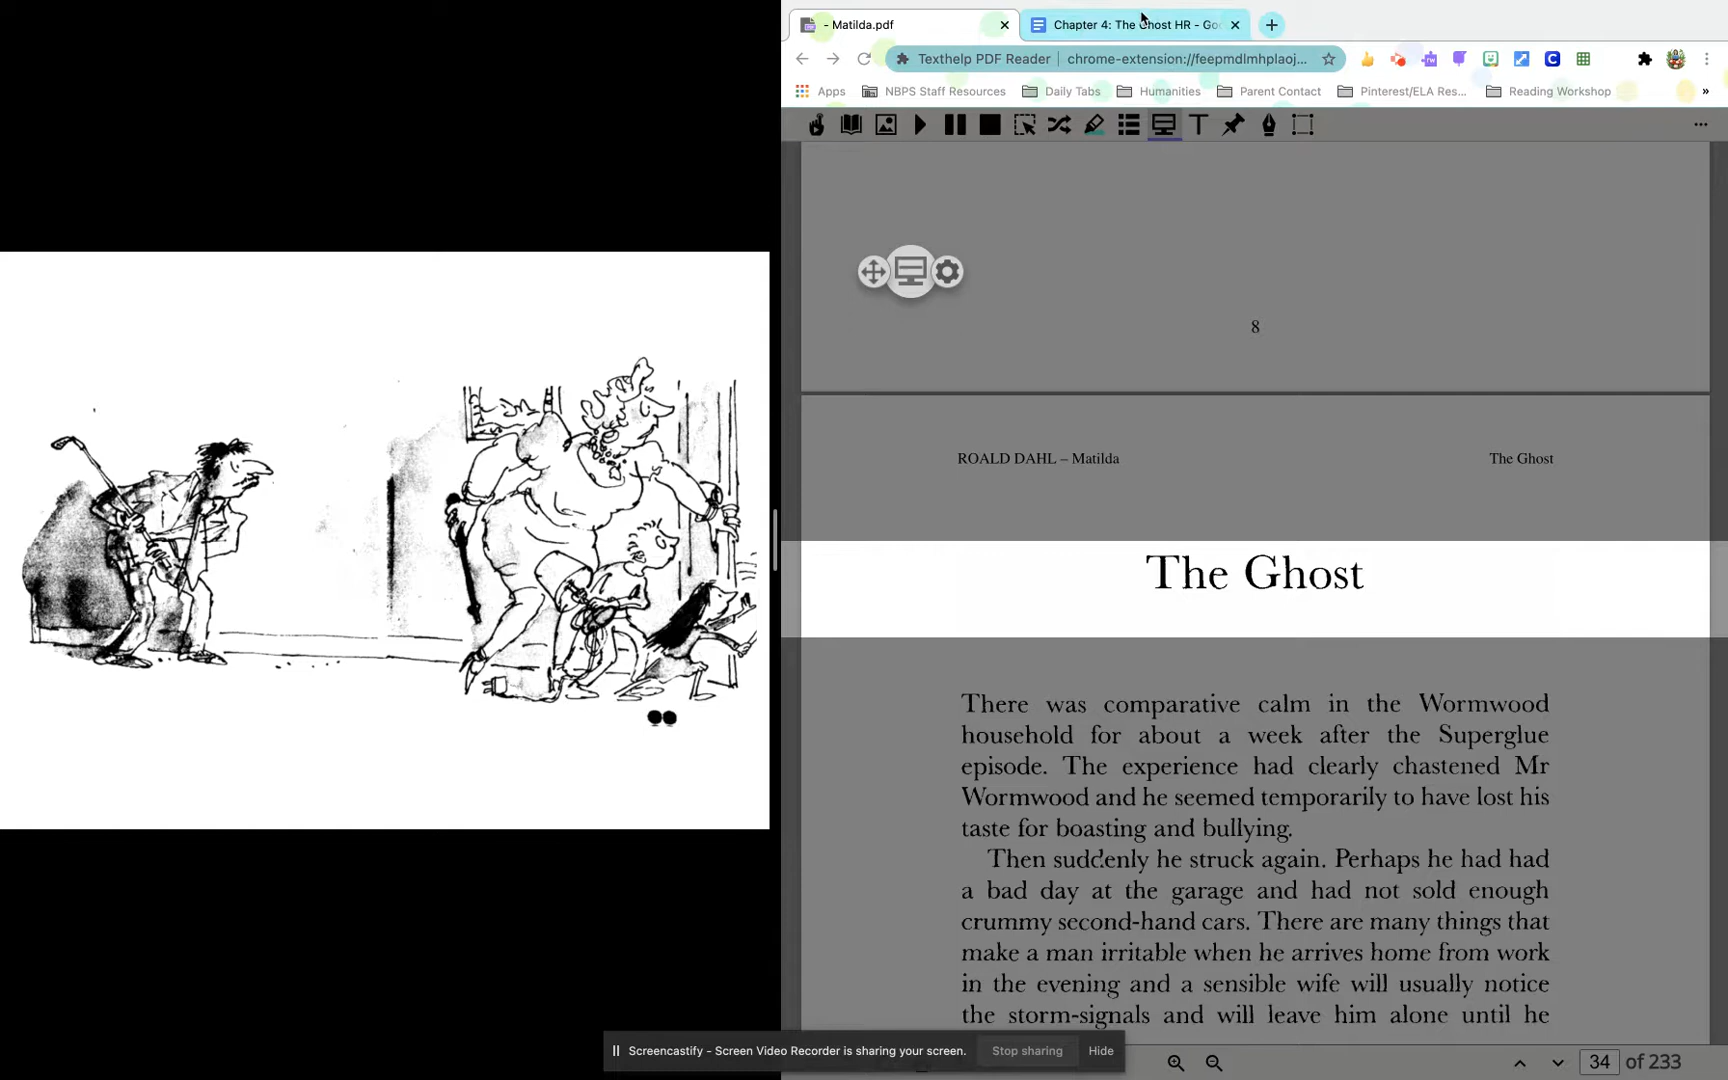 - Matilda.pdf
Chapter 4: The Ghost HR - Goo
Texthelp PDF Reader
chrome-extension://feepmdlmhplaoj...
Apps
NBPS Staff Resources
Daily Tabs
Humanities
Parent Contact
Pinterest/ELA Res...
Reading Workshop
»
8
ROALD DAHL – Matilda
The Ghost
The Ghost
There was comparative calm in the Wormwood
household for about a week after the Superglue
episode. The experience had clearly chastened Mr
Wormwood and he seemed temporarily to have lost his
taste for boasting and bullying.
Then suddenly he struck again. Perhaps he had had
a bad day at the garage and had not sold enough
crummy second-hand cars. There are many things that
make a man irritable when he arrives home from work
in the evening and a sensible wife will usually notice
the storm-signals and will leave him alone until he
Screencastify - Screen Video Recorder is sharing your screen.
Stop sharing
Hide
34 of 233